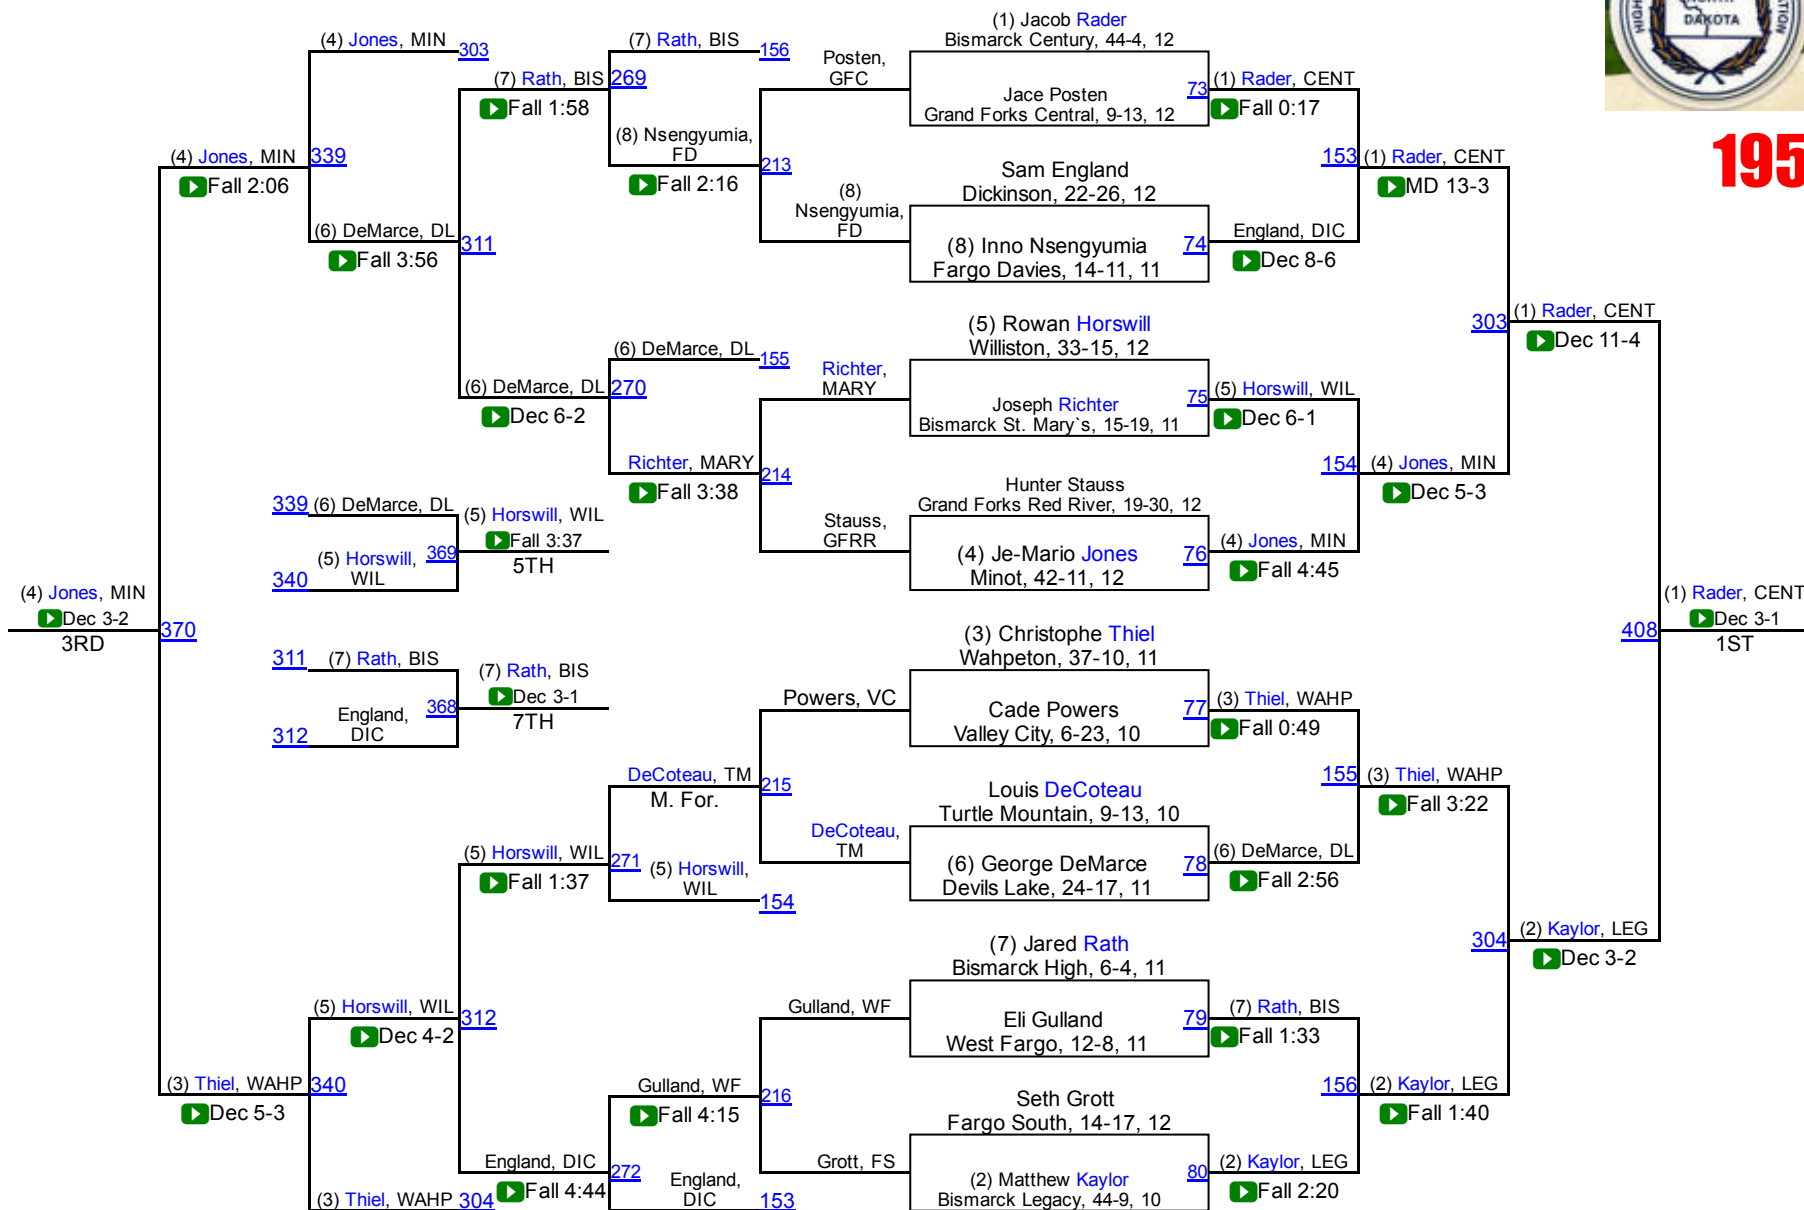 (1) Jacob Rader
Bismarck Century, 44-4, 12
Jace Posten
Grand Forks Central, 9-13, 12
Sam England
Dickinson, 22-26, 12
(8) Inno Nsengyumia
Fargo Davies, 14-11, 11
(5) Rowan Horswill
Williston, 33-15, 12
Joseph Richter
Bismarck St. Mary`s, 15-19, 11
Hunter Stauss
Grand Forks Red River, 19-30, 12
(4) Je-Mario Jones
Minot, 42-11, 12
(3) Christophe Thiel
Wahpeton, 37-10, 11
Cade Powers
Valley City, 6-23, 10
Louis DeCoteau
Turtle Mountain, 9-13, 10
(6) George DeMarce
Devils Lake, 24-17, 11
(7) Jared Rath
Bismarck High, 6-4, 11
Eli Gulland
West Fargo, 12-8, 11
Seth Grott
Fargo South, 14-17, 12
(2) Matthew Kaylor
Bismarck Legacy, 44-9, 10
73
(1) Rader, CENT
Fall 0:17
74
England, DIC
Dec 8-6
75
(5) Horswill, WIL
Dec 6-1
76
(4) Jones, MIN
Fall 4:45
77
(3) Thiel, WAHP
Fall 0:49
78
(6) DeMarce, DL
Fall 2:56
79
(7) Rath, BIS
Fall 1:33
80
(2) Kaylor, LEG
Fall 2:20
153
(1) Rader, CENT
MD 13-3
154
(4) Jones, MIN
Dec 5-3
155
(3) Thiel, WAHP
Fall 3:22
156
(2) Kaylor, LEG
Fall 1:40
303
(1) Rader, CENT
Dec 11-4
304
(2) Kaylor, LEG
Dec 3-2
408
(1) Rader, CENT
Dec 3-1
1ST
DAKOTA
195
Posten,
GFC
(8)
Nsengyumia,
FD
Richter,
MARY
Stauss,
GFRR
Powers, VC
DeCoteau,
TM
Gulland, WF
Grott, FS
(7) Rath, BIS
156
(8) Nsengyumia,
FD
213
Fall 2:16
(6) DeMarce, DL
155
Richter, MARY
214
Fall 3:38
DeCoteau, TM
215
M. For.
(5) Horswill,
WIL
154
Gulland, WF
216
Fall 4:15
England,
DIC
153
(7) Rath, BIS
269
Fall 1:58
(6) DeMarce, DL
270
Dec 6-2
(5) Horswill, WIL
271
Fall 1:37
England, DIC
272
Fall 4:44
(4) Jones, MIN
303
(6) DeMarce, DL
311
Fall 3:56
(5) Horswill, WIL
312
Dec 4-2
(3) Thiel, WAHP
304
(4) Jones, MIN
339
Fall 2:06
(3) Thiel, WAHP
340
Dec 5-3
(4) Jones, MIN
Dec 3-2
370
3RD
339
(6) DeMarce, DL
(5) Horswill,
WIL
340
369
(5) Horswill, WIL
Fall 3:37
5TH
311
(7) Rath, BIS
England,
DIC
312
368
(7) Rath, BIS
Dec 3-1
7TH